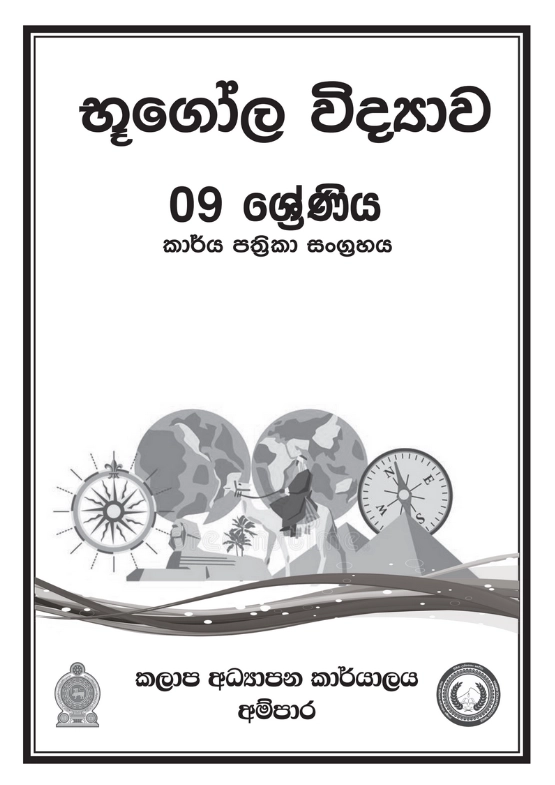 භූගෝල විද්‍යාව
09 ශ්‍රේණිය
කාර්ය පත්‍රිකා සංග්‍රහය
N
E
W
S
කලාප අධ්‍යාපන කාර්යාලය
අම්පාර